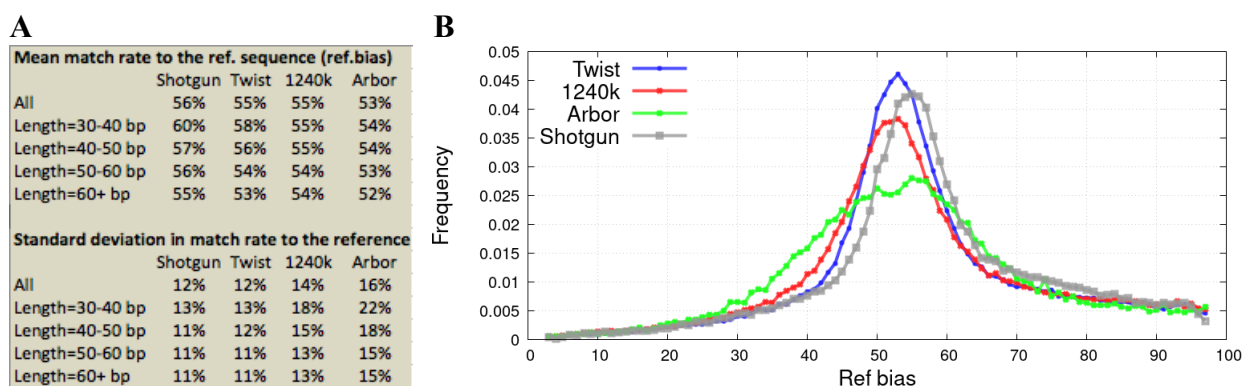 A
Mean match rate to the ref. sequence (ref.bias)
Shotgun Twist 1240k Arbor
All 56% 55% 55% 53%
Length=30-40 bp 60% 58% 55% 54%
Length=40-50 bp 57% 56% 55% 54%
Length=50-60 bp 56% 54% 54% 53%
Length=60+ bp 55% 53% 54% 52%
Standard deviation in match rate to the reference
Shotgun Twist 1240k Arbor
All 12% 12% 14% 16%
Length=30-40 bp 13% 13% 18% 22%
Length=40-50 bp 11% 12% 15% 18%
Length=50-60 bp 11% 11% 13% 15%
Length=60+ bp 11% 11% 13% 15%
B
Frequency
0.05
0.045
0.04
0.035
0.03
0.025
0.02
0.015
0.01
0.005
0
Twist
1240k
Arbor
Shotgun
0 10 20 30 40 50 60 70 80 90 100
Ref bias